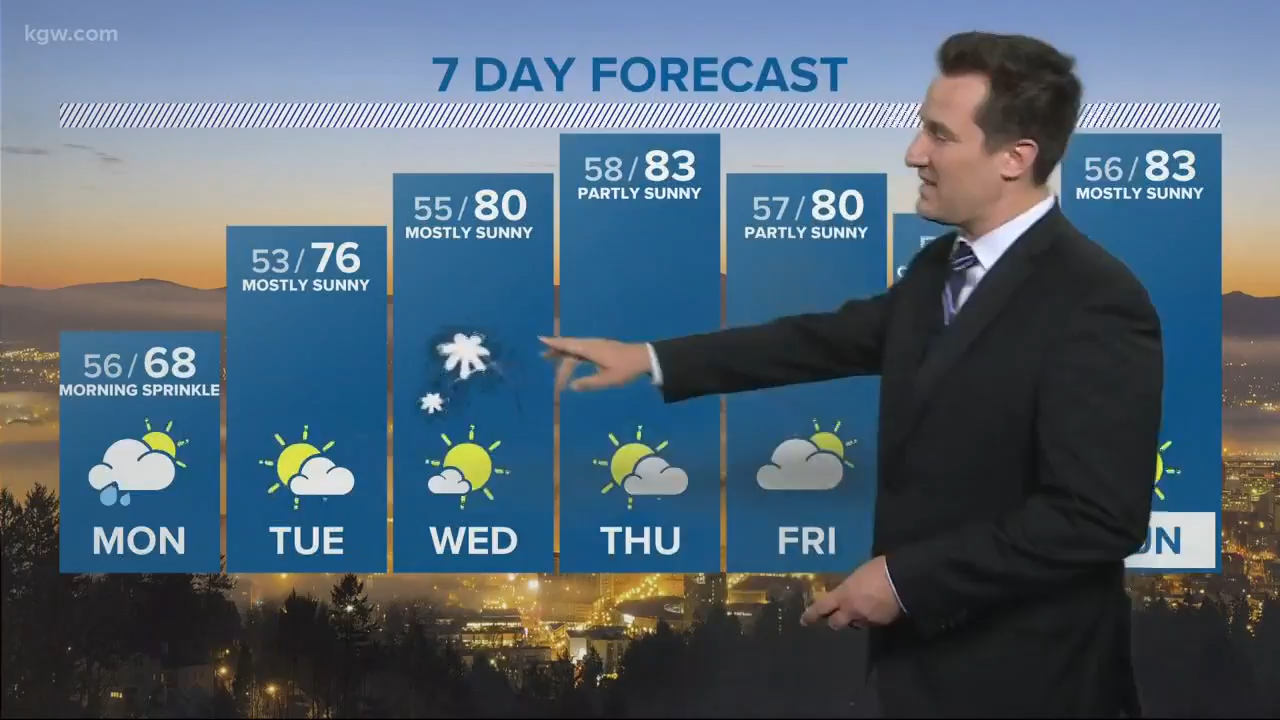 kgw.com
7 DAY FORECAST
56/68
MORNING SPRINKLE
MON
53/76
MOSTLY SUNNY
TUE
55/80
MOSTLY SUNNY
WED
58/83
PARTLY SUNNY
THU
57/80
PARTLY SUNNY
FRI
56/83
MOSTLY SUNNY
UN